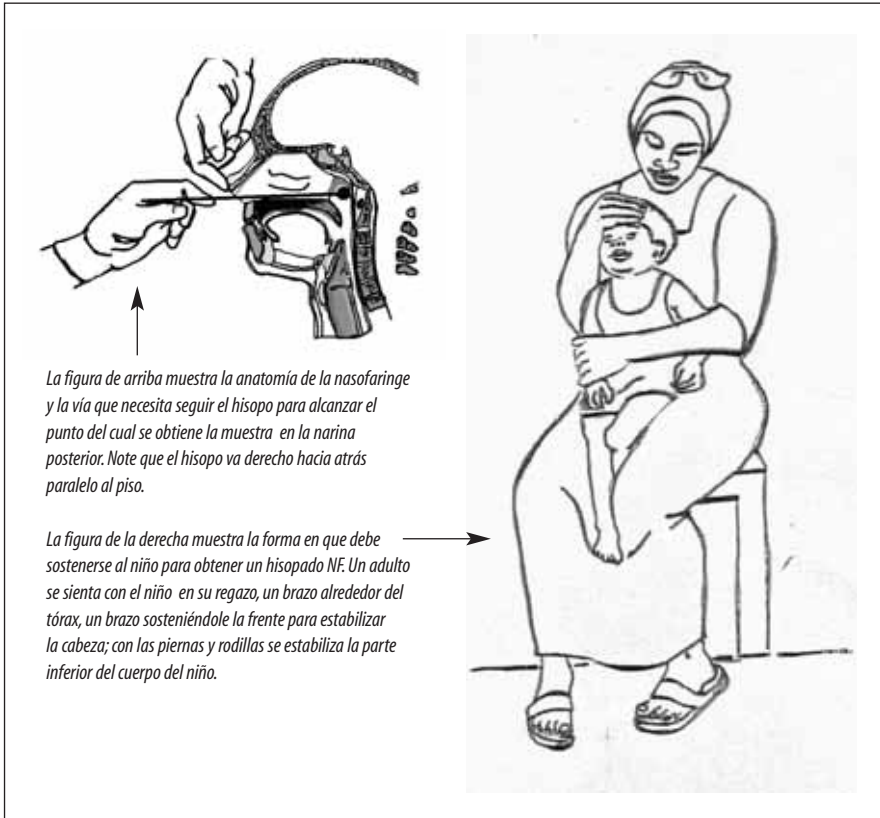 La figura de arriba muestra la anatomía de la nasofaringe
y la vía que necesita seguir el hisopo para alcanzar el
punto del cual se obtiene la muestra en la narina
posterior. Note que el hisopo va derecho hacia atrás
paralelo al piso.
La figura de la derecha muestra la forma en que debe
sostenerse al niño para obtener un hisopado NF. Un adulto
se sienta con el niño en su regazo, un brazo alrededor del
tórax, un brazo sosteniéndole la frente para estabilizar
la cabeza; con las piernas y rodillas se estabiliza la parte
inferior del cuerpo del niño.